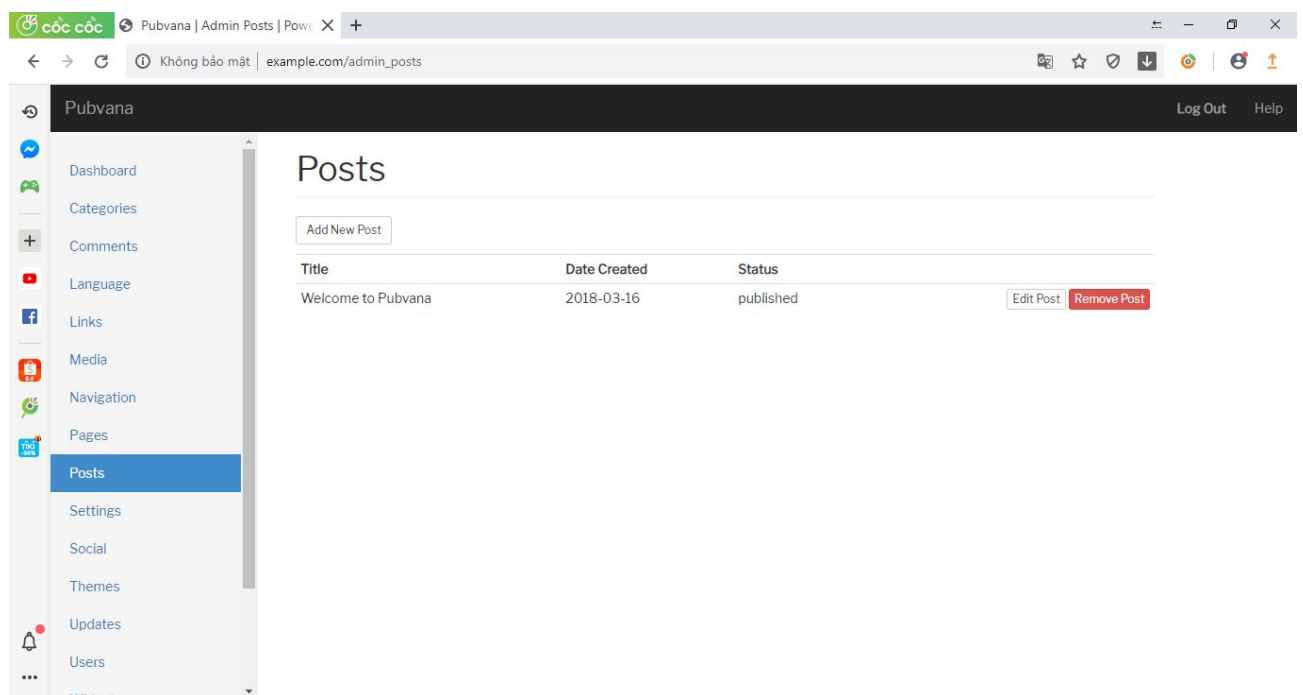 cốc cốc Pubvana | Admin Posts | Powe
Không bảo mật example.com/admin_posts
Pubvana Log Out Help
Dashboard
Categories
Comments
Language
Links
Media
Navigation
Pages
Posts
Settings
Social
Themes
Updates
Users
Posts
Add New Post
Title Date Created Status
Welcome to Pubvana 2018-03-16 published Edit Post Remove Post